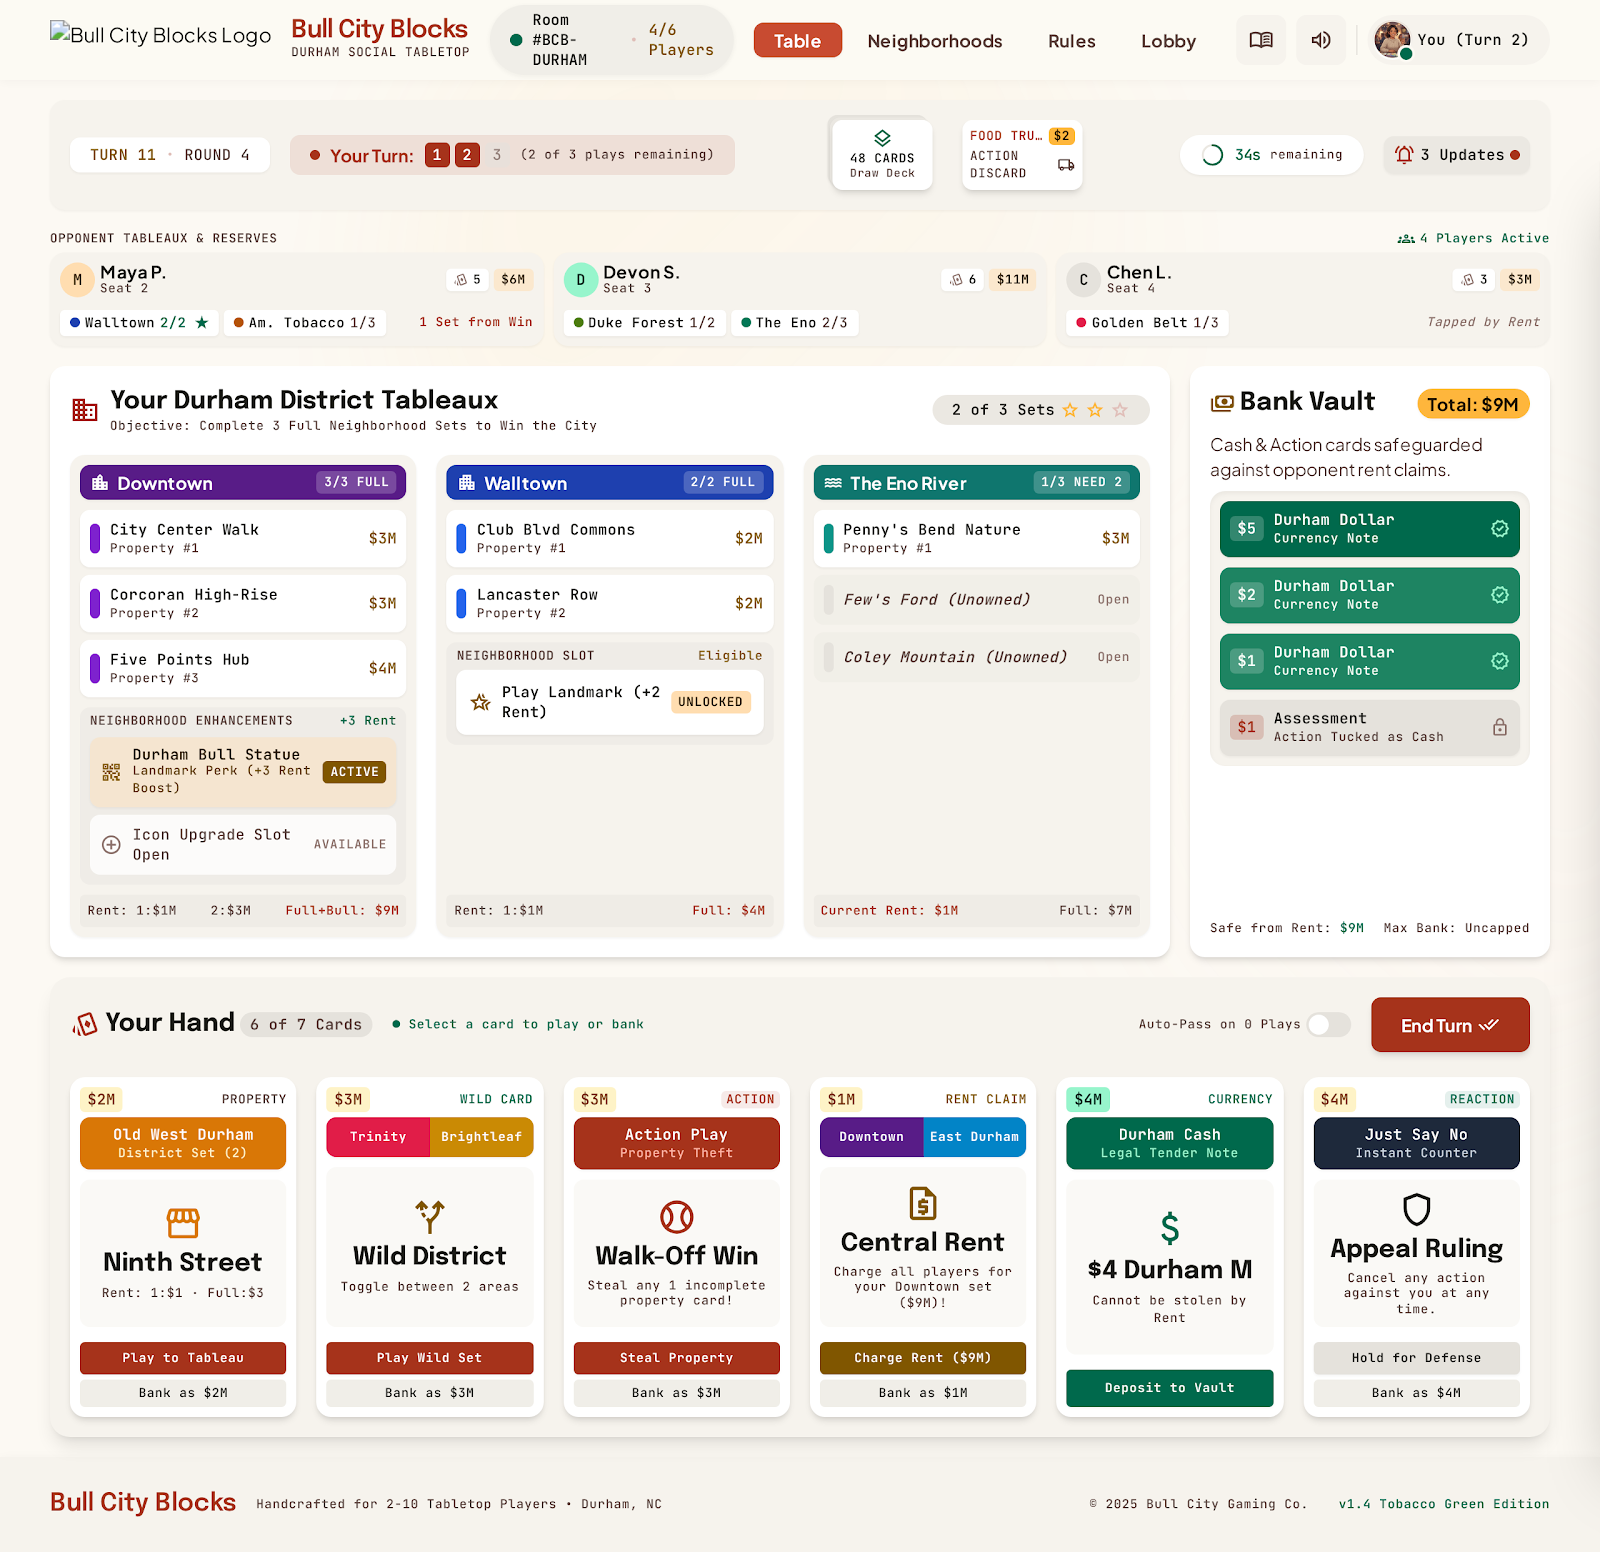 Bull City Blocks Logo
Bull City Blocks
DURHAM SOCIAL TABLETOP
Room
#BCB-
DURHAM
•
4/6
Players
Table
Neighborhoods
Rules
Lobby
You (Turn 2)
TURN 11 • ROUND 4
Your Turn: 1 2 3 (2 of 3 plays remaining)
48 CARDS
Draw Deck
FOOD TRU… $2
ACTION
DISCARD
34s remaining
3 Updates
OPPONENT TABLEAUX & RESERVES
4 Players Active
M
Maya P.
Seat 2
5
$6M
Walltown 2/2 ★
Am. Tobacco 1/3
1 Set from Win
D
Devon S.
Seat 3
6
$11M
Duke Forest 1/2
The Eno 2/3
C
Chen L.
Seat 4
3
$3M
Golden Belt 1/3
Tapped by Rent
Your Durham District Tableaux
Objective: Complete 3 Full Neighborhood Sets to Win the City
2 of 3 Sets
Downtown
3/3 FULL
City Center Walk
Property #1
$3M
Corcoran High-Rise
Property #2
$3M
Five Points Hub
Property #3
$4M
NEIGHBORHOOD ENHANCEMENTS
+3 Rent
Durham Bull Statue
Landmark Perk (+3 Rent
Boost)
ACTIVE
Icon Upgrade Slot
Open
AVAILABLE
Rent: 1:$1M
2:$3M
Full+Bull: $9M
Walltown
2/2 FULL
Club Blvd Commons
Property #1
$2M
Lancaster Row
Property #2
$2M
NEIGHBORHOOD SLOT
Eligible
Play Landmark (+2
Rent)
UNLOCKED
Rent: 1:$1M
Full: $4M
The Eno River
1/3 NEED 2
Penny's Bend Nature
Property #1
$3M
Few's Ford (Unowned)
Open
Coley Mountain (Unowned)
Open
Current Rent: $1M
Full: $7M
Bank Vault
Total: $9M
Cash & Action cards safeguarded
against opponent rent claims.
$5
Durham Dollar
Currency Note
$2
Durham Dollar
Currency Note
$1
Durham Dollar
Currency Note
$1
Assessment
Action Tucked as Cash
Safe from Rent: $9M
Max Bank: Uncapped
Your Hand
6 of 7 Cards
Select a card to play or bank
Auto-Pass on 0 Plays
End Turn
$2M
PROPERTY
Old West Durham
District Set (2)
Ninth Street
Rent: 1:$1 · Full:$3
Play to Tableau
Bank as $2M
$3M
WILD CARD
Trinity
Brightleaf
Wild District
Toggle between 2 areas
Play Wild Set
Bank as $3M
$3M
ACTION
Action Play
Property Theft
Walk-Off Win
Steal any 1 incomplete
property card!
Steal Property
Bank as $3M
$1M
RENT CLAIM
Downtown
East Durham
Central Rent
Charge all players for
your Downtown set
($9M)!
Charge Rent ($9M)
Bank as $1M
$4M
CURRENCY
Durham Cash
Legal Tender Note
$4 Durham M
Cannot be stolen by
Rent
Deposit to Vault
$4M
REACTION
Just Say No
Instant Counter
Appeal Ruling
Cancel any action
against you at any
time.
Hold for Defense
Bank as $4M
Bull City Blocks
Handcrafted for 2-10 Tabletop Players • Durham, NC
© 2025 Bull City Gaming Co.
v1.4 Tobacco Green Edition